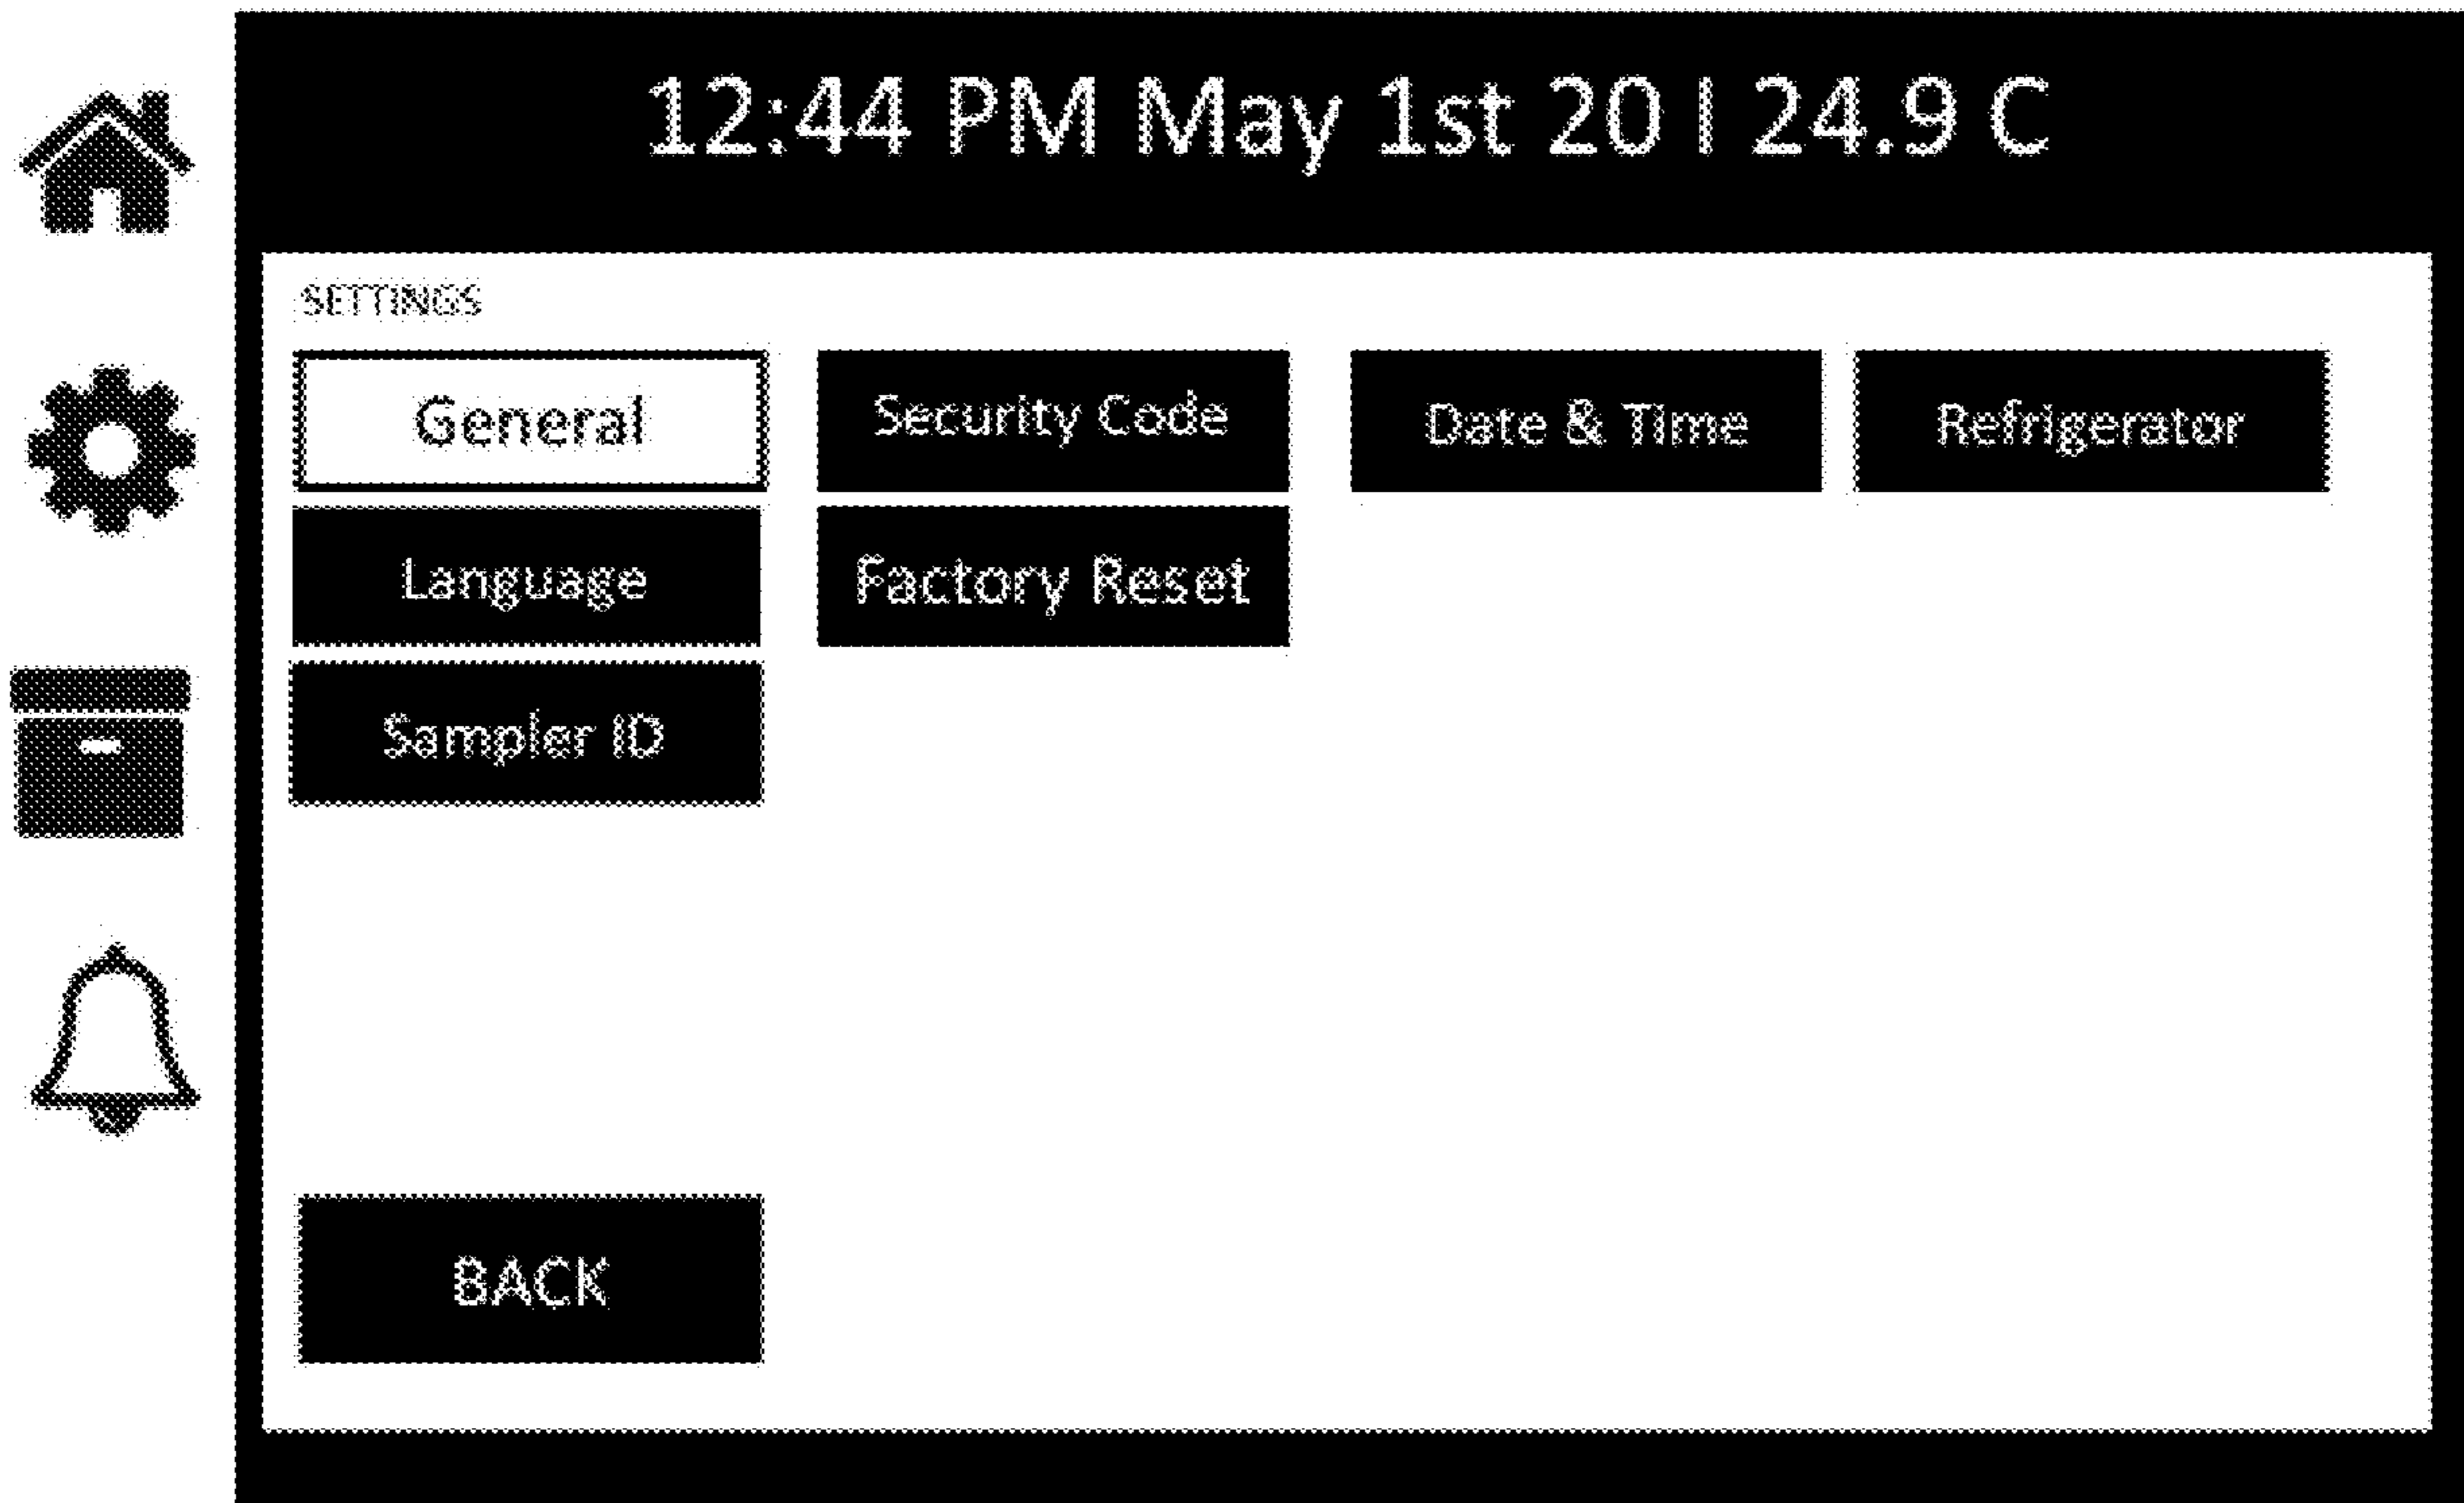 12:44 PM May 1st 20 | 24.9 C
SETTINGS
General Security Code Date & Time Refrigerator
Language Factory Reset
Sampler ID
BACK